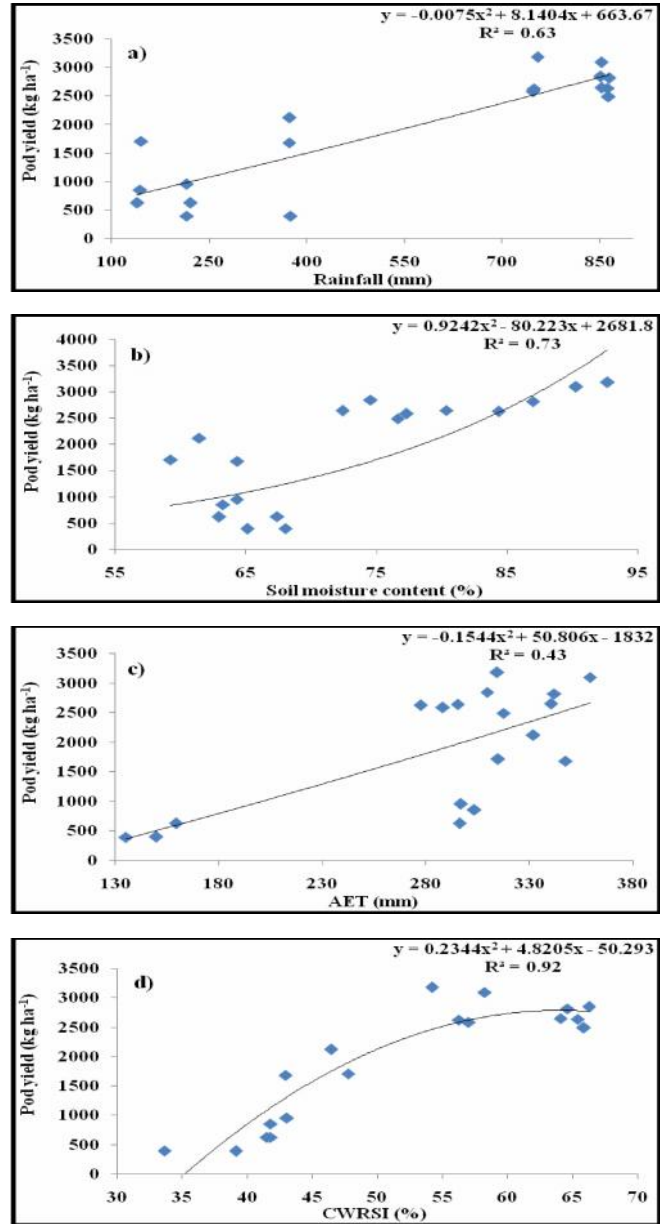 y = -0.0075x² + 8.1404x + 663.67
R² = 0.63
a)
Pod yield (kg ha⁻¹)
3500
3000
2500
2000
1500
1000
500
0
100 250 400 550 700 850
Rainfall (mm)
y = 0.9242x² - 80.223x + 2681.8
R² = 0.73
b)
Pod yield (kg ha⁻¹)
4000
3500
3000
2500
2000
1500
1000
500
0
55 65 75 85 95
Soil moisture content (%)
y = -0.1544x² + 50.806x - 1832
R² = 0.43
c)
Pod yield (kg ha⁻¹)
3500
3000
2500
2000
1500
1000
500
0
130 180 230 280 330 380
AET (mm)
y = 0.2344x² + 4.8205x - 50.293
R² = 0.92
d)
Pod yield (kg ha⁻¹)
3500
3000
2500
2000
1500
1000
500
0
30 35 40 45 50 55 60 65 70
CWRSI (%)